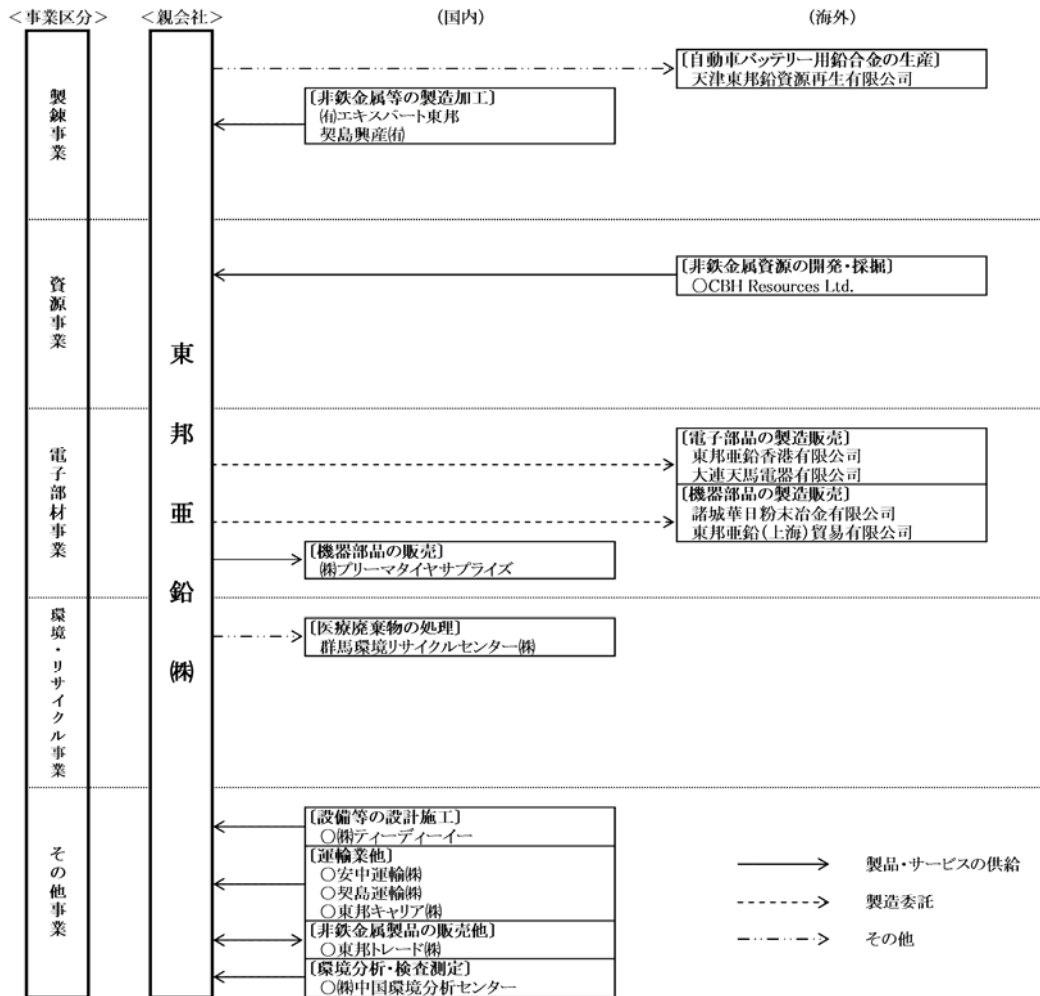 ＜事業区分＞
＜親会社＞
(国内)
(海外)
製錬事業
〔自動車バッテリー用鉛合金の生産〕
天津東邦鉛資源再生有限公司
〔非鉄金属等の製造加工〕
㈲エキスパート東邦
契島興産㈲
資源事業
〔非鉄金属資源の開発・採掘〕
○CBH Resources Ltd.
東邦亜鉛㈱
電子部材事業
〔電子部品の製造販売〕
東邦亜鉛香港有限公司
大連天馬電器有限公司
〔機器部品の製造販売〕
諸城華日粉末冶金有限公司
東邦亜鉛(上海)貿易有限公司
〔機器部品の販売〕
㈱プリーマタイヤサプライズ
環境・リサイクル事業
〔医療廃棄物の処理〕
群馬環境リサイクルセンター㈱
その他事業
〔設備等の設計施工〕
○㈱ティーディーイー
〔運輸業他〕
○安中運輸㈱
○契島運輸㈱
○東邦キャリア㈱
〔非鉄金属製品の販売他〕
○東邦トレード㈱
〔環境分析・検査測定〕
○㈱中国環境分析センター
製品・サービスの供給
製造委託
その他